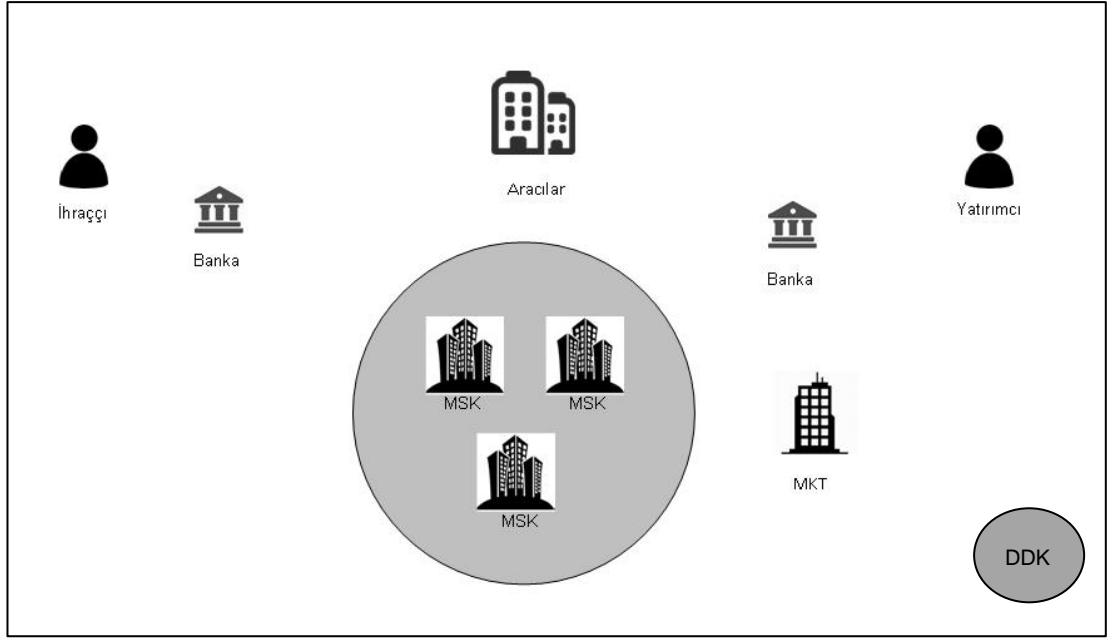 Aracılar
İhraççı
Yatırımcı
Banka
Banka
MSK
MSK
MKT
MSK
DDK